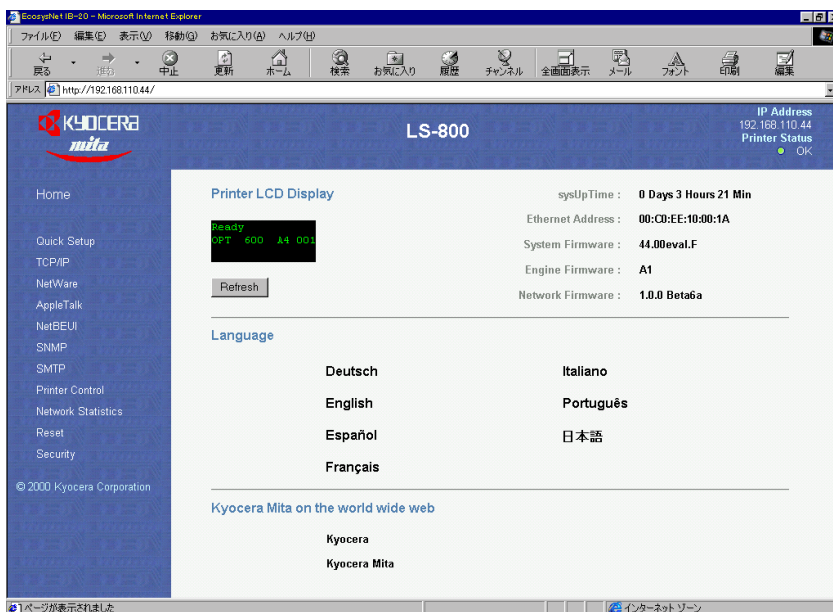 EcosysNet IB-20 - Microsoft Internet Explorer
ファイル(F) 編集(E) 表示(V) 移動(G) お気に入り(A) ヘルプ(H)
戻る 進む 中止 更新 ホーム 検索 お気に入り 履歴 チャンネル 全画面表示 メール フォント 印刷 編集
アドレス http://192.168.110.44/
KYOCERA
mita
LS-800
IP Address
192.168.110.44
Printer Status
OK
Home
Quick Setup
TCP/IP
NetWare
AppleTalk
NetBEUI
SNMP
SMTP
Printer Control
Network Statistics
Reset
Security
© 2000 Kyocera Corporation
Printer LCD Display
Ready
OPT 600 A4 001
Refresh
sysUpTime : 0 Days 3 Hours 21 Min
Ethernet Address : 00:C0:EE:10:00:1A
System Firmware : 44.00eval.F
Engine Firmware : A1
Network Firmware : 1.0.0 Beta6a
Language
Deutsch
English
Español
Français
Italiano
Português
日本語
Kyocera Mita on the world wide web
Kyocera
Kyocera Mita
ページが表示されました
インターネット ゾーン